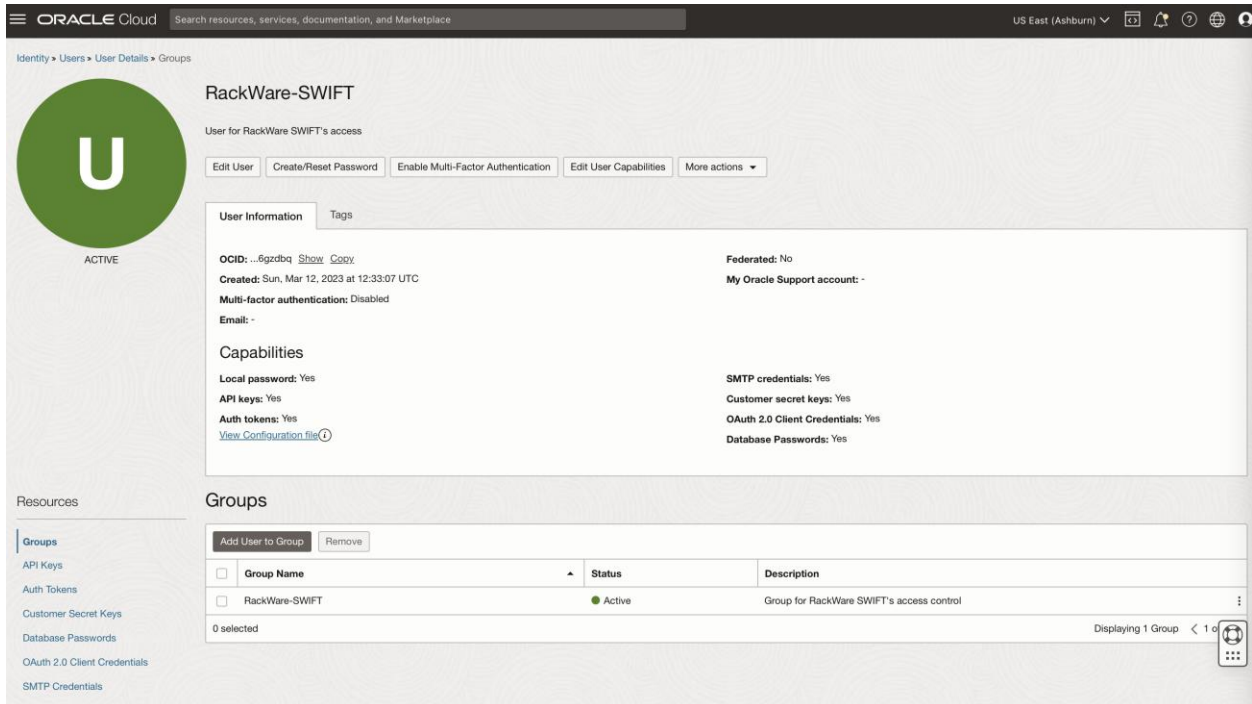 ORACLE Cloud
Search resources, services, documentation, and Marketplace
US East (Ashburn)
Identity » Users » User Details » Groups
U
ACTIVE
RackWare-SWIFT
User for RackWare SWIFT's access
Edit User
Create/Reset Password
Enable Multi-Factor Authentication
Edit User Capabilities
More actions
User Information
Tags
OCID: ...6gzdbq Show Copy
Created: Sun, Mar 12, 2023 at 12:33:07 UTC
Multi-factor authentication: Disabled
Email: -
Federated: No
My Oracle Support account: -
Capabilities
Local password: Yes
API keys: Yes
Auth tokens: Yes
View Configuration file
SMTP credentials: Yes
Customer secret keys: Yes
OAuth 2.0 Client Credentials: Yes
Database Passwords: Yes
Resources
Groups
API Keys
Auth Tokens
Customer Secret Keys
Database Passwords
OAuth 2.0 Client Credentials
SMTP Credentials
Groups
Add User to Group
Remove
Group Name
Status
Description
RackWare-SWIFT
Active
Group for RackWare SWIFT's access control
0 selected
Displaying 1 Group < 1